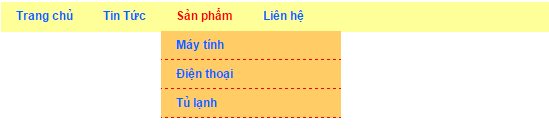 Trang chủ Tin Tức Sản phẩm Liên hệ
Máy tính
Điện thoại
Tủ lạnh